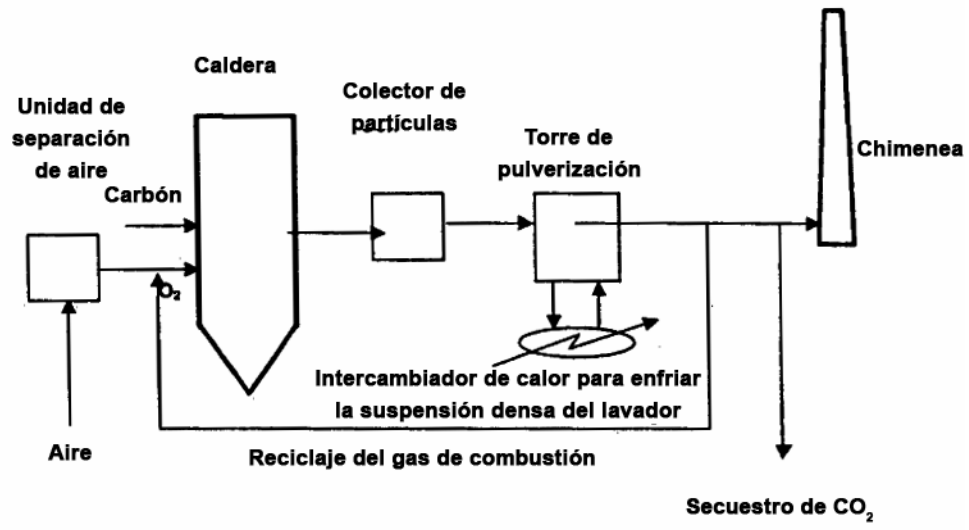 Caldera
Unidad de
separación
de aire
Carbón
O₂
Aire
Colector de
partículas
Torre de
pulverización
Chimenea
Intercambiador de calor para enfriar
la suspensión densa del lavador
Reciclaje del gas de combustión
Secuestro de CO₂